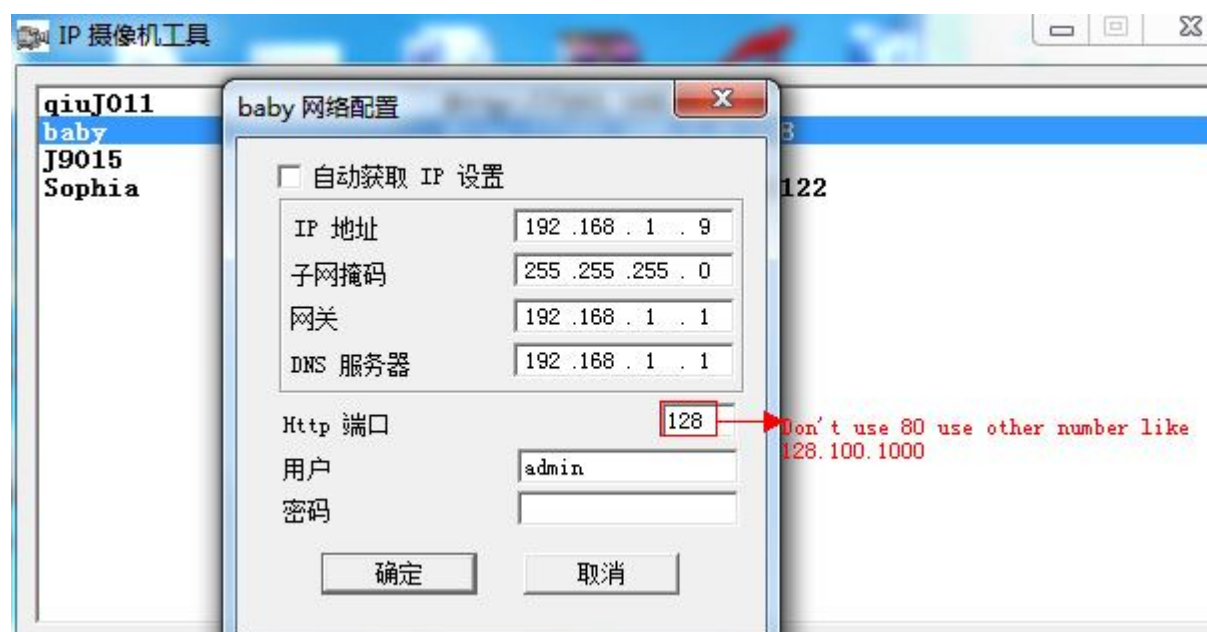 IP 摄像机工具
qiuJ011
baby
J9015
Sophia
122
baby 网络配置
自动获取 IP 设置
IP 地址 192 .168 . 1 . 9
子网掩码 255 .255 .255 . 0
网关 192 .168 . 1 . 1
DNS 服务器 192 .168 . 1 . 1
Http 端口 128
Don't use 80 use other number like
128.100.1000
用户 admin
密码
确定 取消